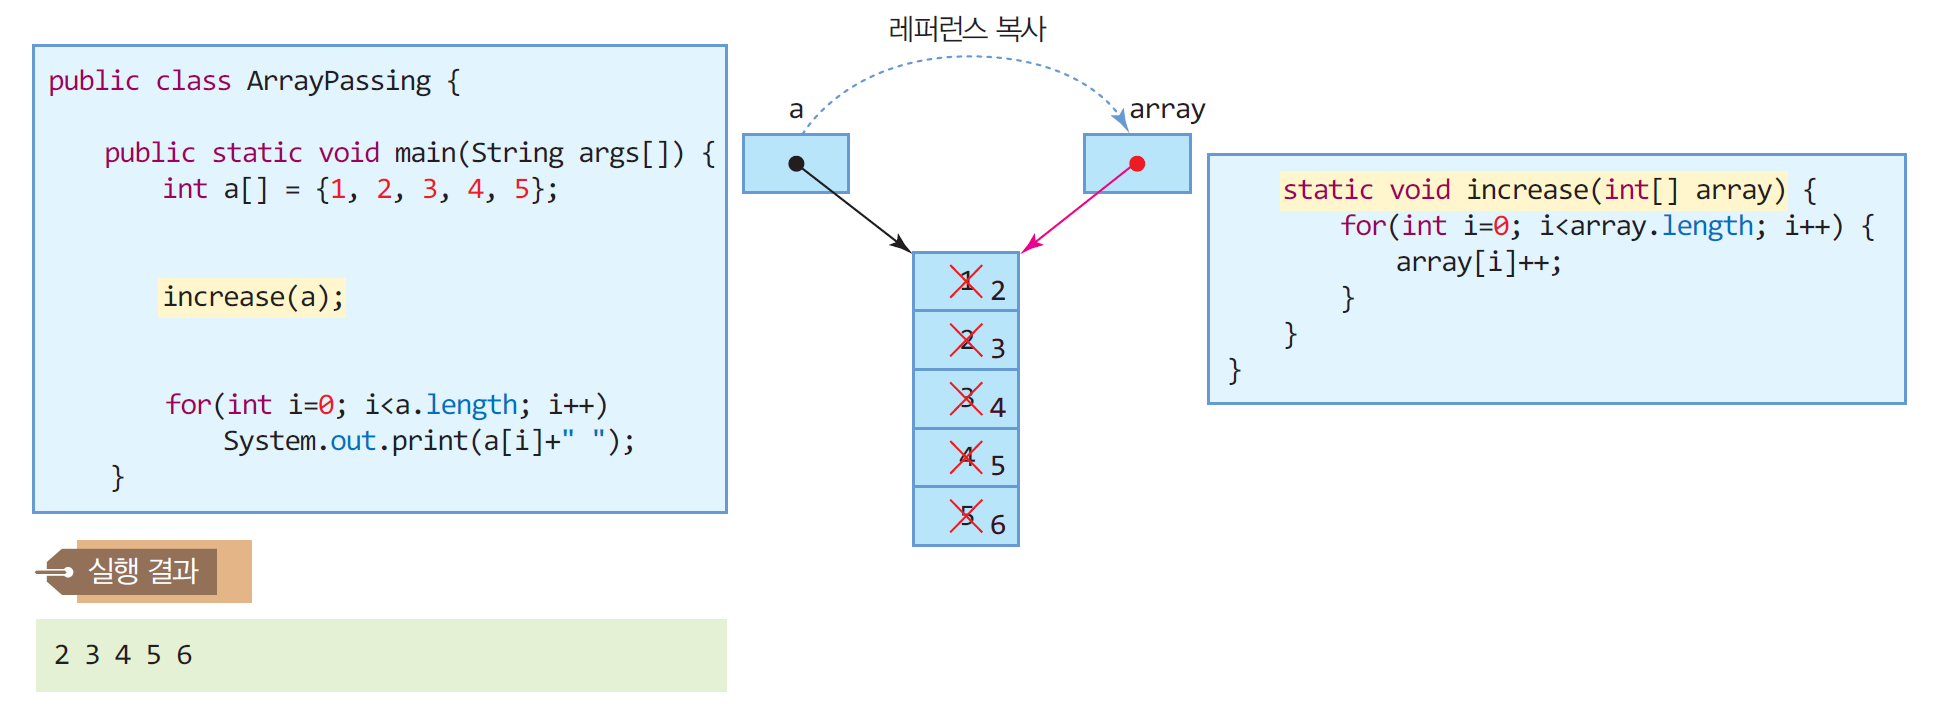 public class ArrayPassing {
public static void main(String args[]) {
int a[] = {1, 2, 3, 4, 5};
increase(a);
for(int i=0; i<a.length; i++)
System.out.print(a[i]+" ");
}
실행 결과
2 3 4 5 6
레퍼런스 복사
a
array
1 2
2 3
3 4
4 5
5 6
static void increase(int[] array) {
for(int i=0; i<array.length; i++) {
array[i]++;
}
}
}